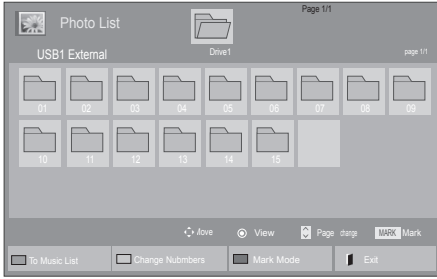 Page 1/1
Photo List
USB1 External
Drive1
page 1/1
01 02 03 04 05 06 07 08 09
10 11 12 13 14 15
Move View Page charge MARK Mark
To Music List Change Nubmbers Mark Mode Exit